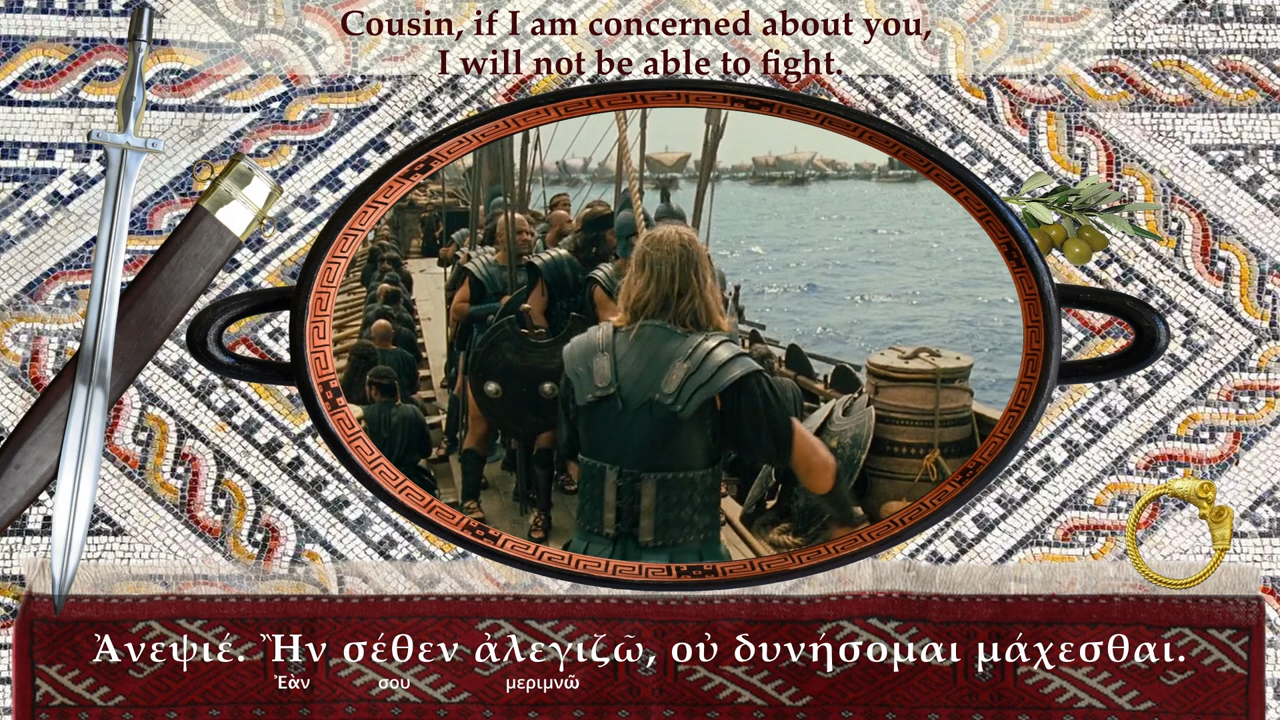 Cousin, if I am concerned about you,
I will not be able to fight.
Ἀνεψιέ. Ἢν σέθεν ἀλεγιζῶ, οὐ δυνήσομαι μάχεσθαι.
Ἐὰν σου μεριμνῶ